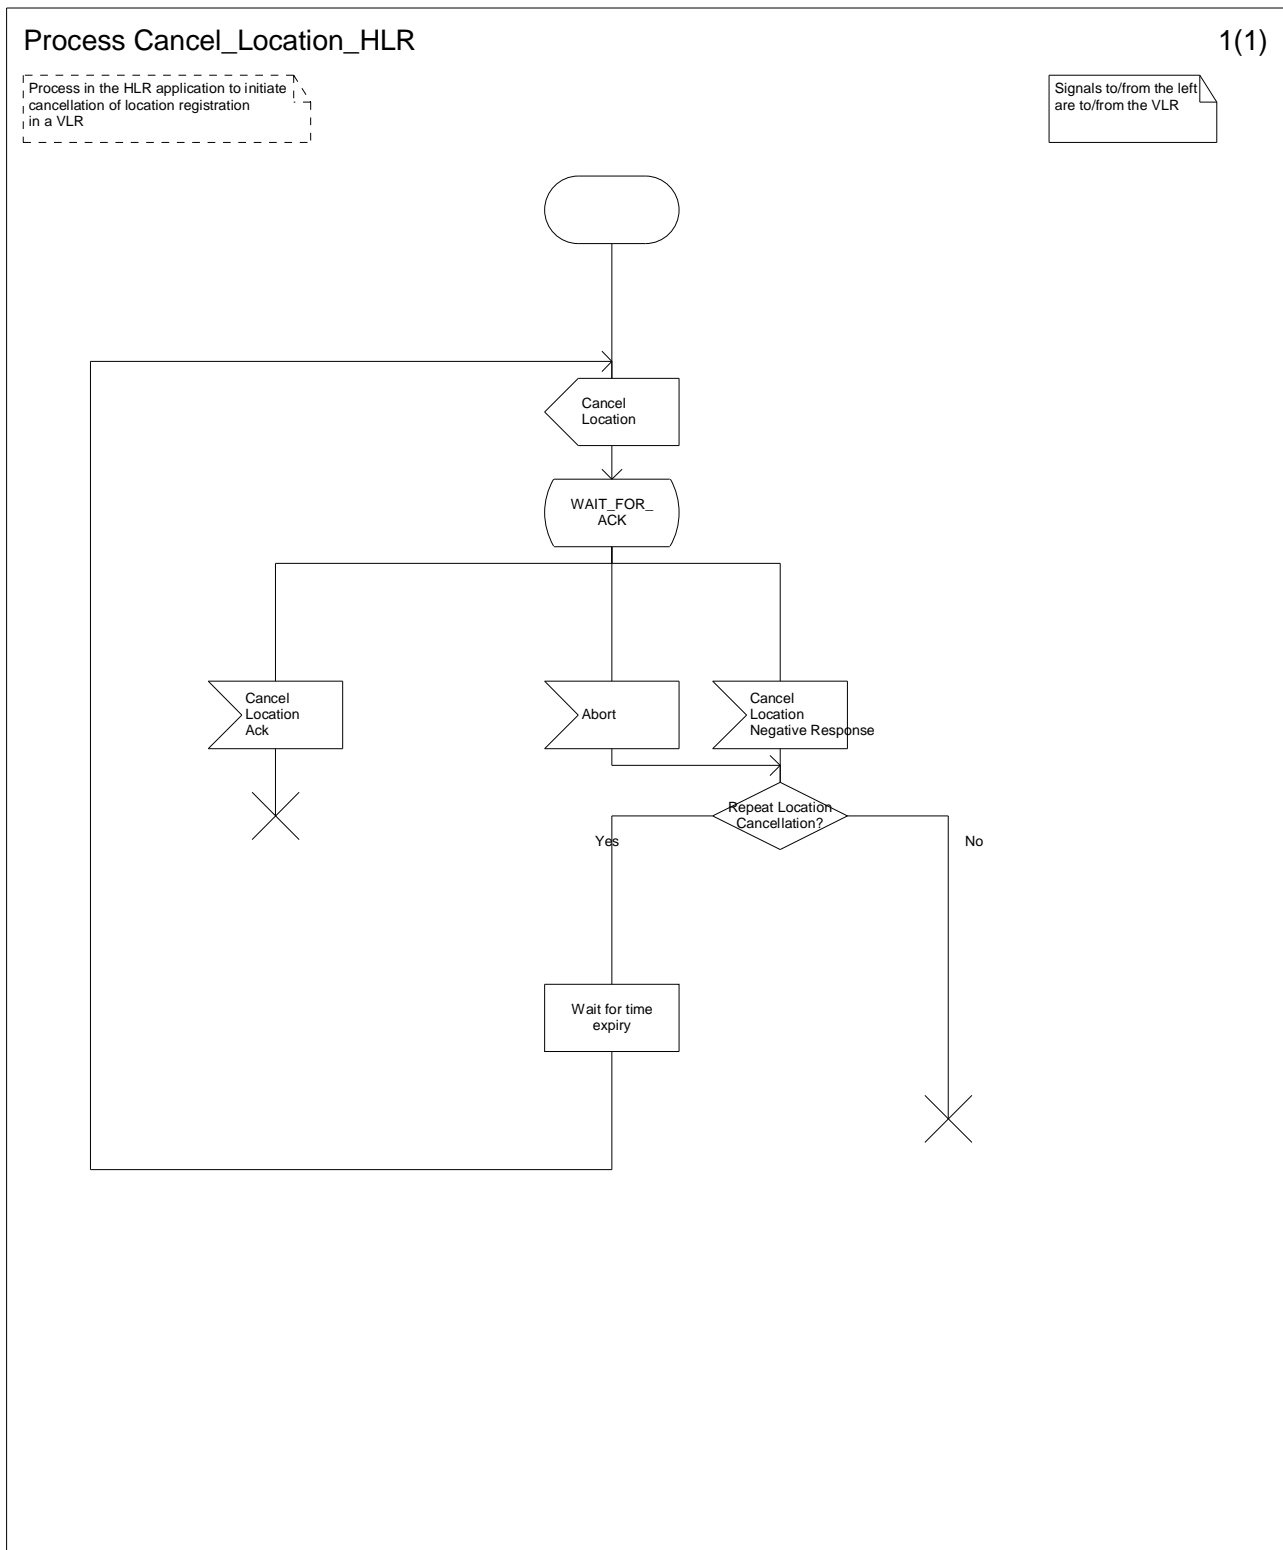 Process Cancel_Location_HLR
1(1)
Process in the HLR application to initiate
cancellation of location registration
in a VLR
Signals to/from the left
are to/from the VLR
Cancel
Location
WAIT_FOR_
ACK
Cancel
Location
Ack
Abort
Cancel
Location
Negative Response
Repeat Location
Cancellation?
Yes
No
Wait for time
expiry